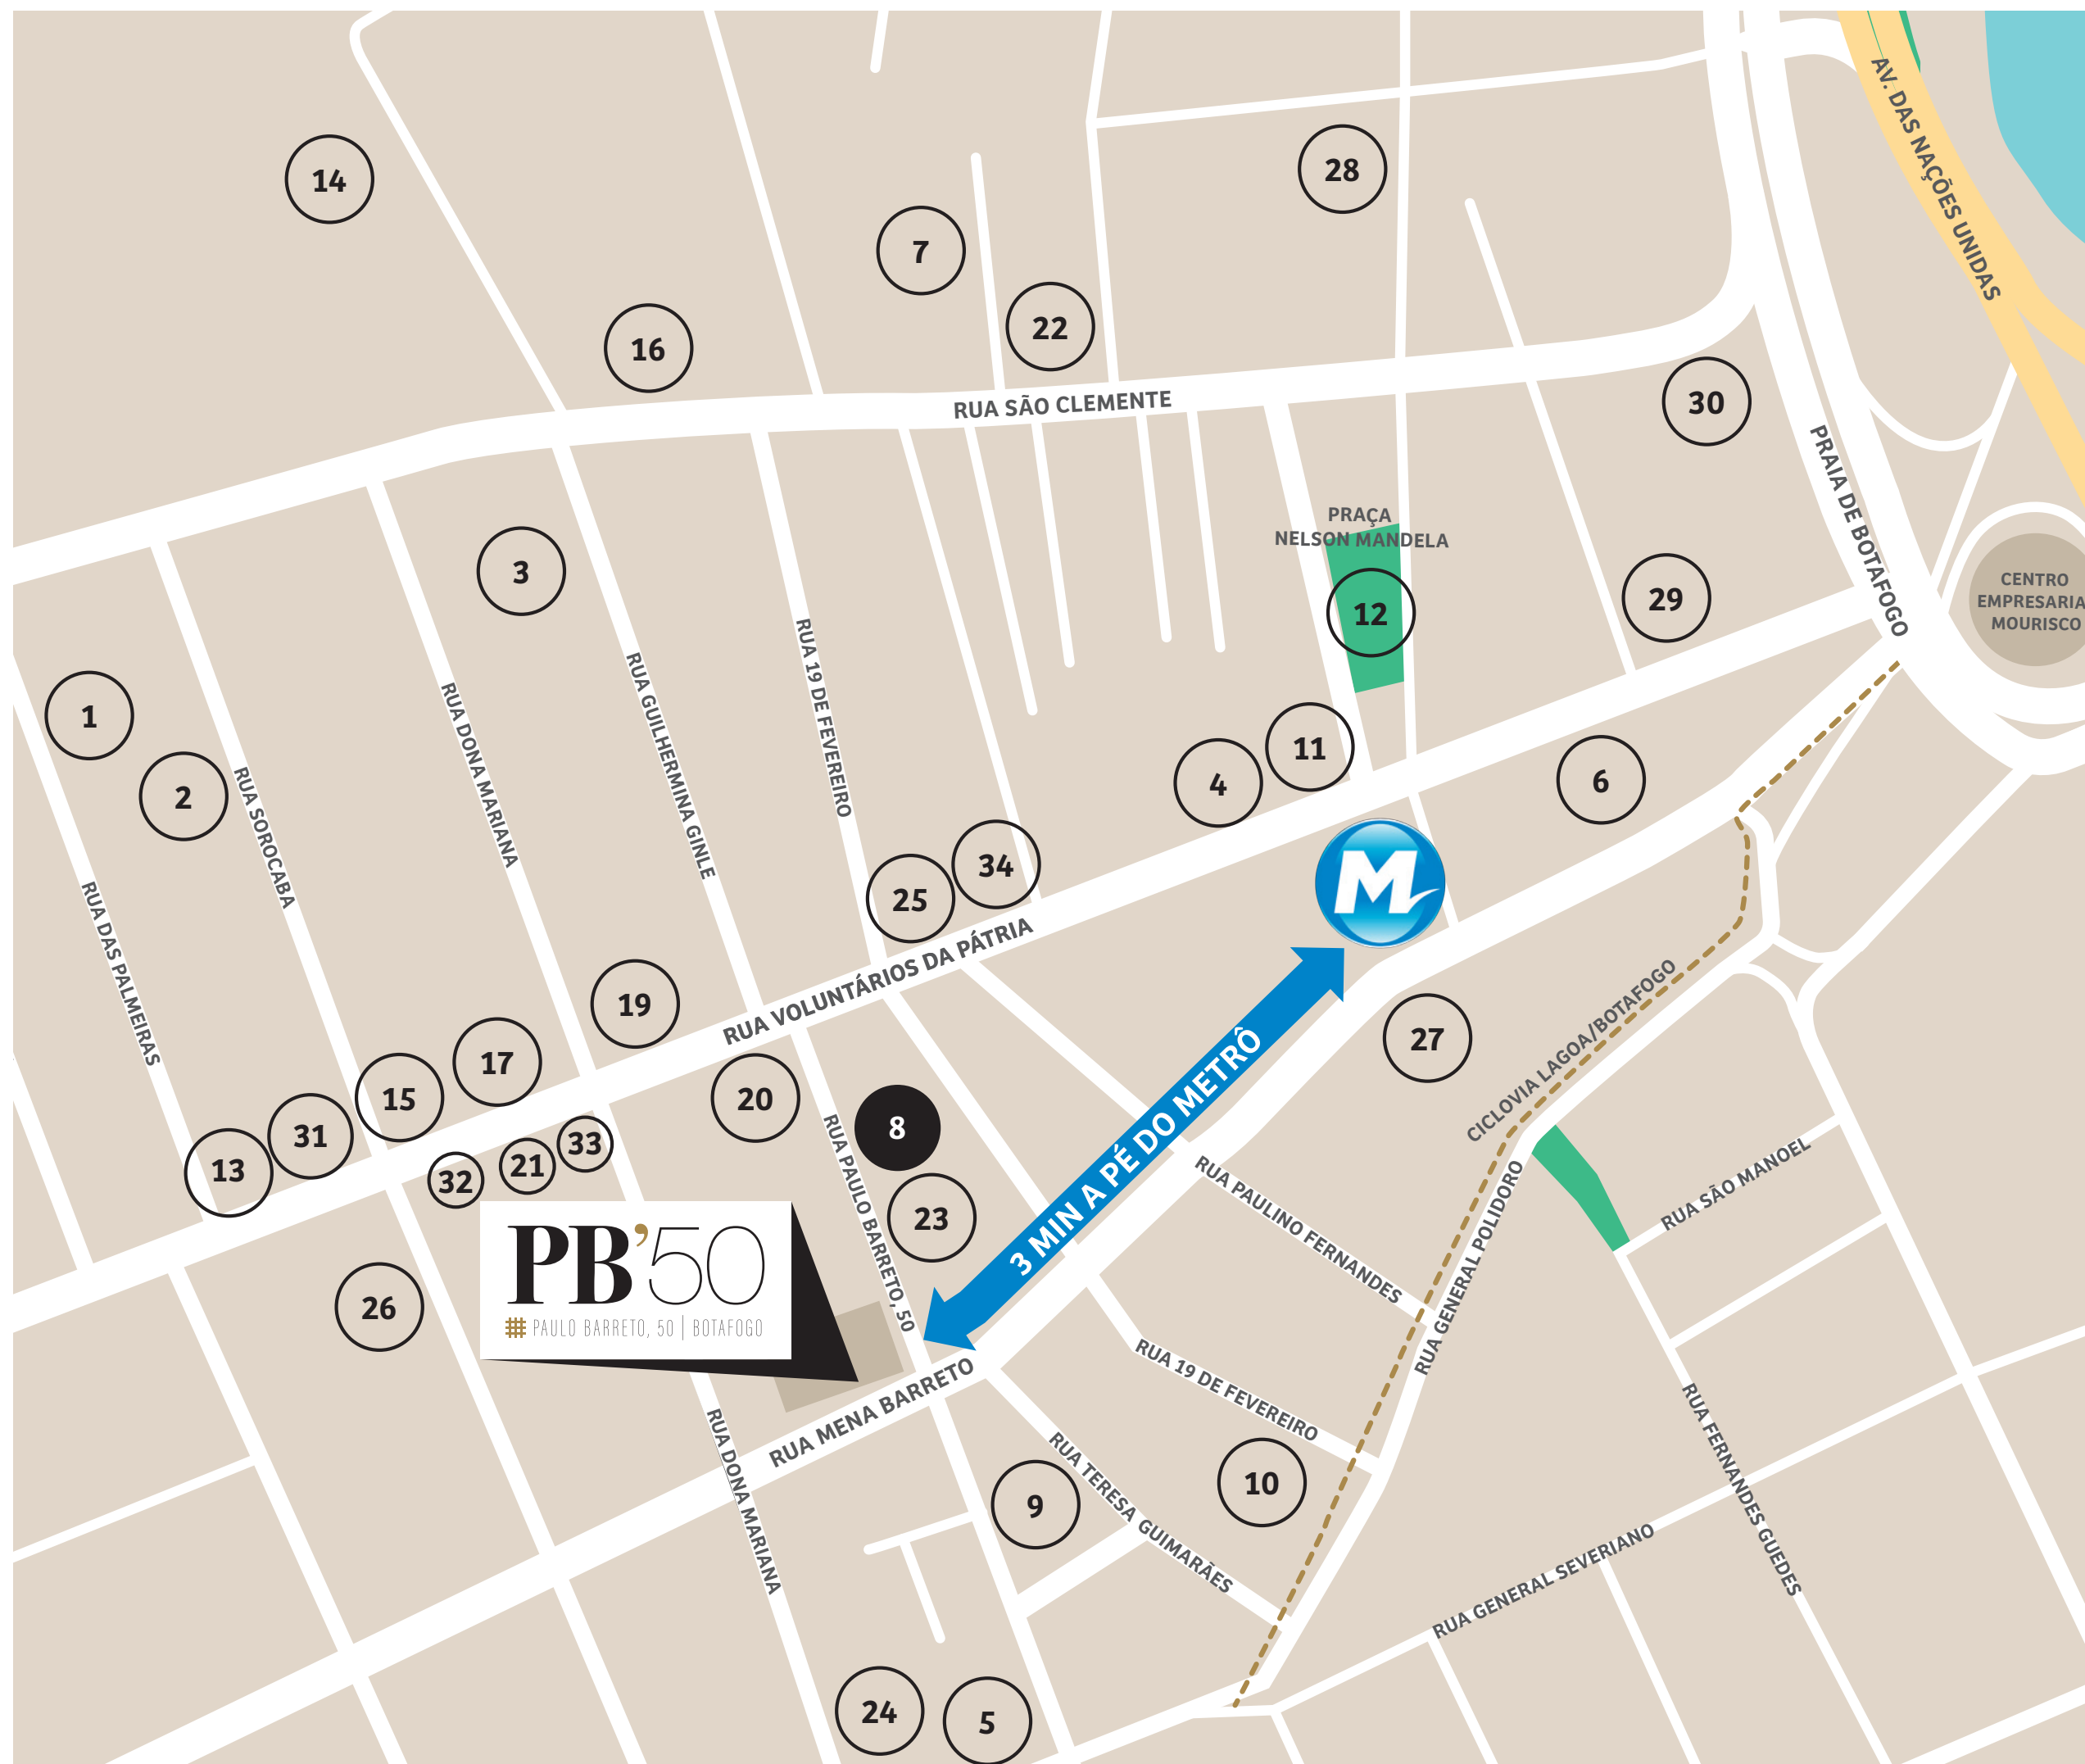 AV. DAS NAÇÕES UNIDAS
14
28
7
22
16
RUA SÃO CLEMENTE
30
PRAIA DE BOTAFOGO
PRAÇA
NELSON MANDELA
12
29
CENTRO
EMPRESARIA
MOURISCO
3
1
2
RUA SOROCABA
RUA DONA MARIANA
RUA GUILHERMINA GINLE
RUA 19 DE FEVEREIRO
4
11
6
RUA DAS PALMEIRAS
25
34
M
RUA VOLUNTÁRIOS DA PÁTRIA
19
17
15
31
13
20
8
23
32
21
33
27
3 MIN A PÉ DO METRÔ
CICLOVIA LAGOA/BOTAFOGO
RUA PAULO BARRETO, 50
RUA PAULINO FERNANDES
RUA GENERAL POLIDORO
RUA SÃO MANOEL
26
PB'50
PAULO BARRETO, 50 | BOTAFOGO
RUA MENA BARRETO
RUA DONA MARIANA
RUA 19 DE FEVEREIRO
RUA TERESA GUIMARÃES
9
10
RUA FERNANDES GUEDES
RUA GENERAL SEVERIANO
24
5